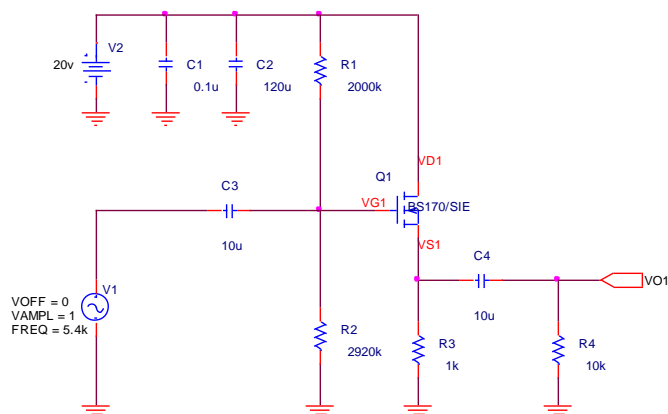 V2
20v
C1
0.1u
C2
120u
R1
2000k
VD1
Q1
VG1
BS170/SIE
VS1
C3
10u
C4
10u
VO1
V1
VOFF = 0
VAMPL = 1
FREQ = 5.4k
R2
2920k
R3
1k
R4
10k